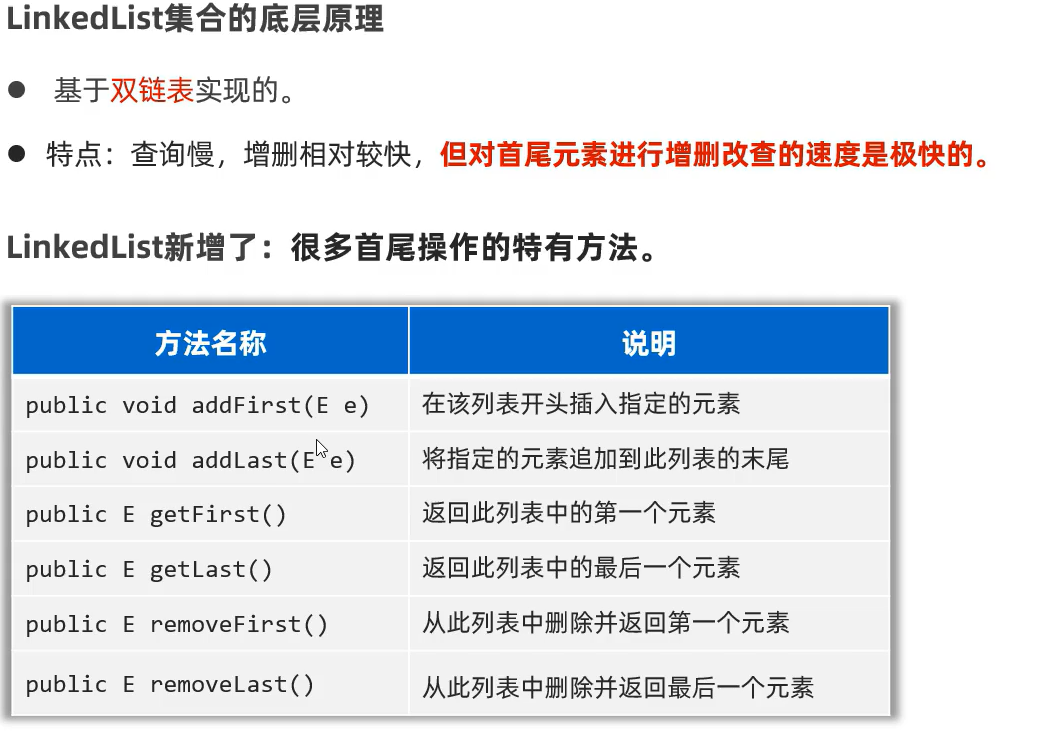 LinkedList集合的底层原理
● 基于双链表实现的。
● 特点：查询慢，增删相对较快，但对首尾元素进行增删改查的速度是极快的。
LinkedList新增了：很多首尾操作的特有方法。
方法名称 说明
public void addFirst(E e) 在该列表开头插入指定的元素
public void addLast(E e) 将指定的元素追加到此列表的末尾
public E getFirst() 返回此列表中的第一个元素
public E getLast() 返回此列表中的最后一个元素
public E removeFirst() 从此列表中删除并返回第一个元素
public E removeLast() 从此列表中删除并返回最后一个元素